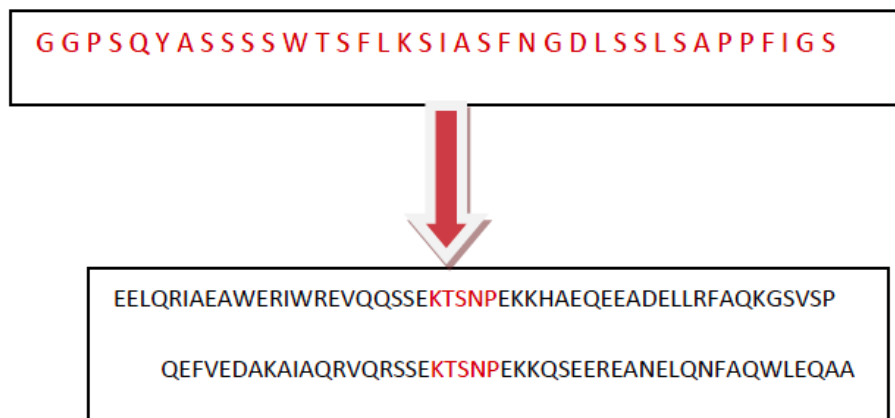 G G P S Q Y A S S S S W T S F L K S I A S F N G D L S S L S A P P F I G S
EELQRIAEAWERIWREVQQSSEKTSNPEKKHAEQEEADELLRFAQKGSVSP
QEFVEDAKAIAQRVQRSSEKTSNPEKKQSEEREANELQNFAQWLEQAA